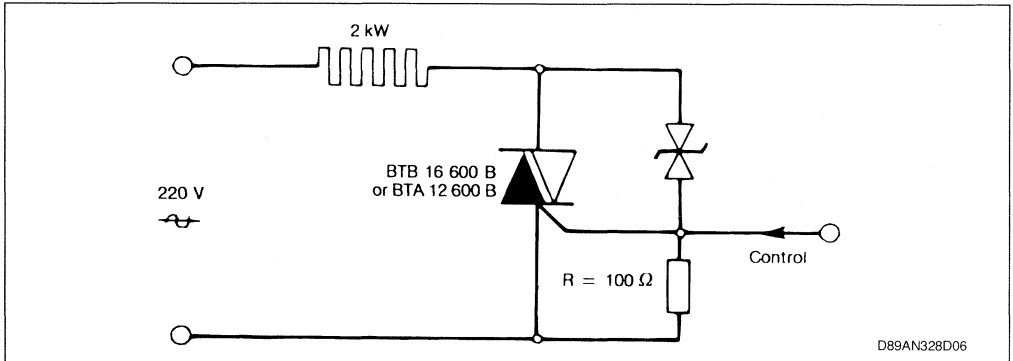 2 kW
BTB 16 600 B
or BTA 12 600 B
220 V
Control
R = 100 Ω
D89AN328D06